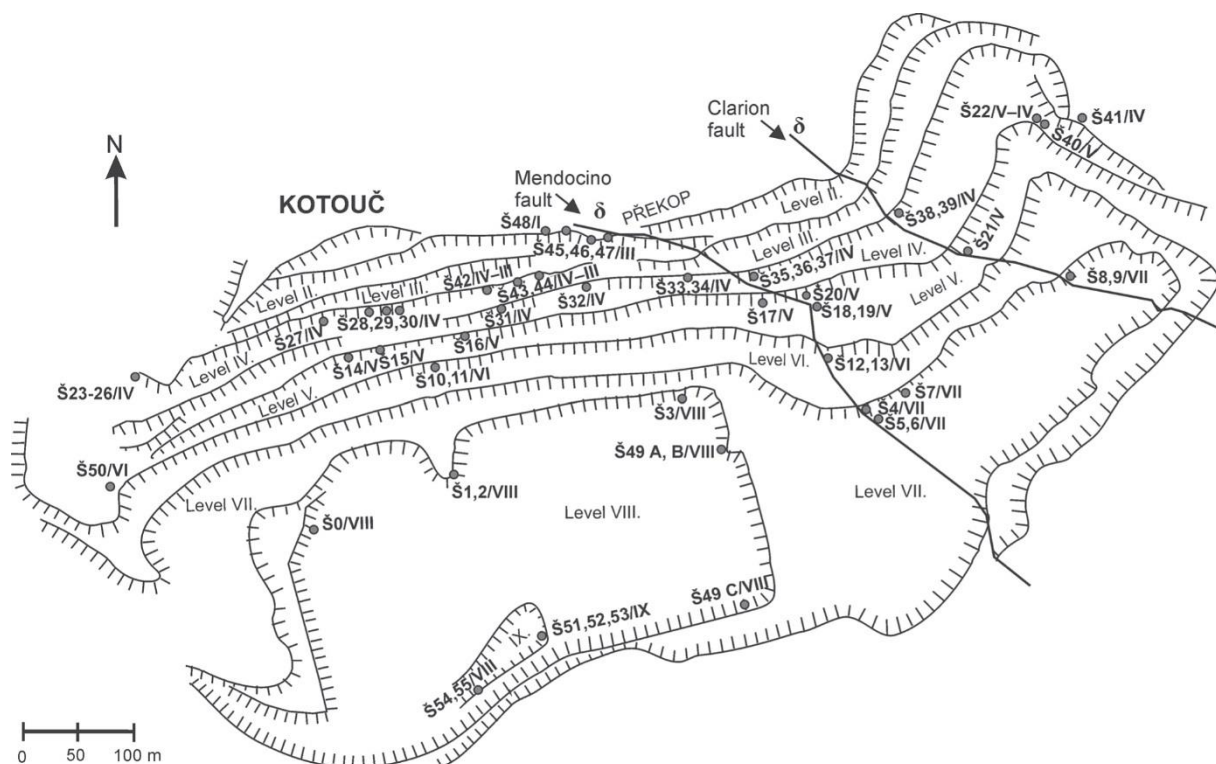 Clarion
fault
δ
Š22/V–IV
Š41/IV
Š40/V
N
Mendocino
fault
δ
PŘEKOP
Level II.
KOTOUČ
Š48/I
Š38,39/IV
Š45,46,47/III
Level III.
Š21/V
Level IV.
Š42/IV–III
Š43,44/IV–III
Š35,36,37/IV
Š8,9/VII
Level II.
Level III.
Š32/IV
Š33,34/IV
Š20/V
Level V.
Š28,29,30/IV
Š31/IV
Š17/V
Š18,19/V
Š27/IV
Š16/V
Level IV.
Š15/V
Š14/V
Level VI.
Š12,13/VI
Š10,11/VI
Š23-26/IV
Level V.
Š7/VII
Š3/VIII
Š4/VII
Š5,6/VII
Š49 A, B/VIII
Š50/VI
Š1,2/VIII
Level VII.
Level VII.
Š0/VIII
Level VIII.
Š49 C/VIII
IX.
Š51,52,53/IX
Š54,55/VIII
0 50 100 m